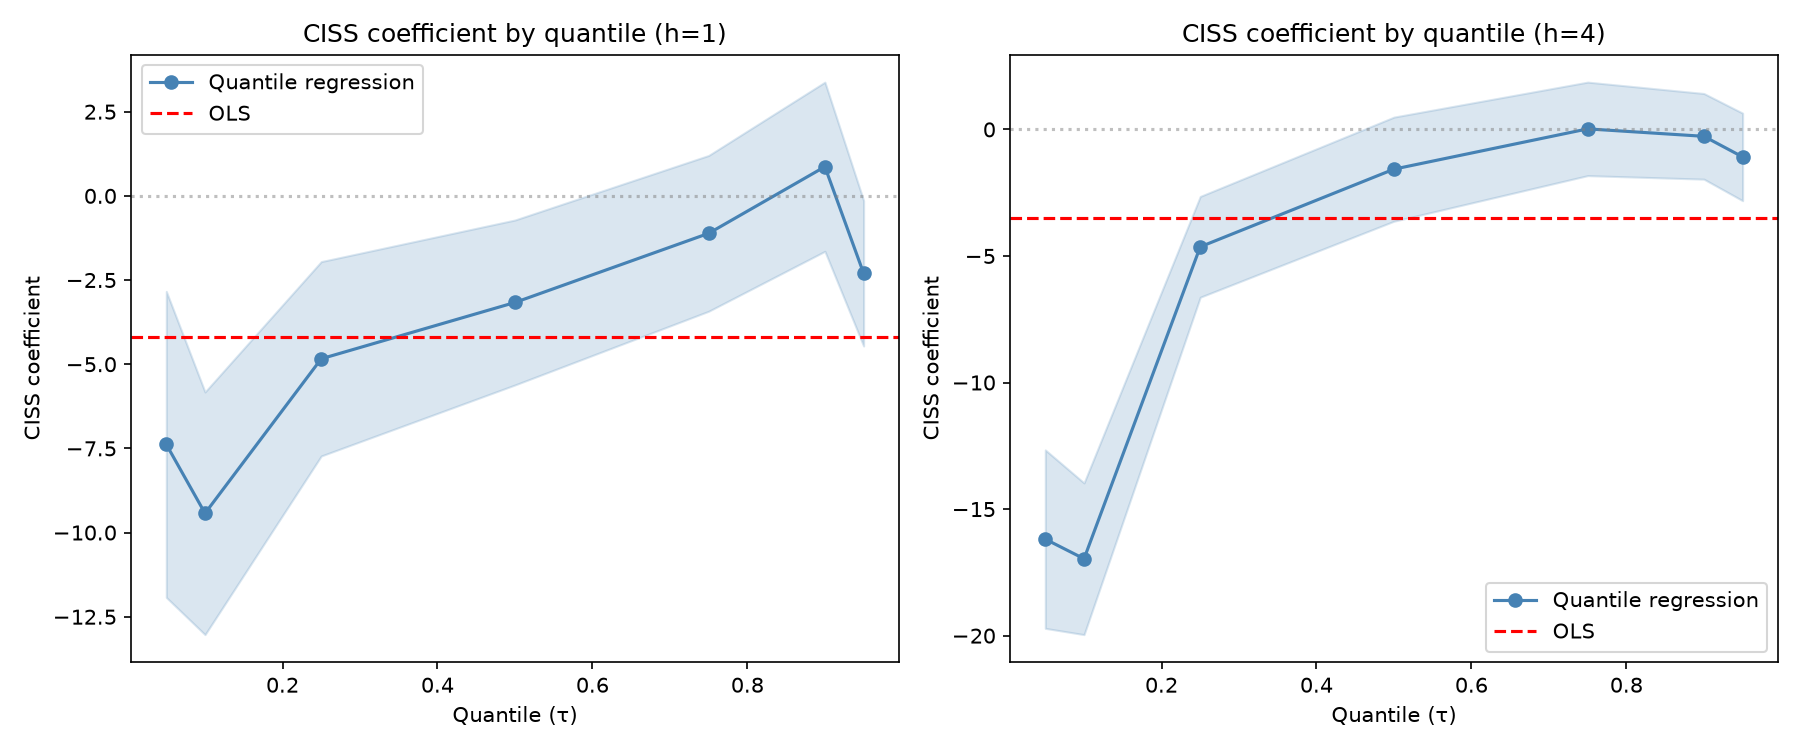 CISS coefficient by quantile (h=1)
Quantile regression
OLS
2.5
0.0
−2.5
−5.0
−7.5
−10.0
−12.5
CISS coefficient
0.2
0.4
0.6
0.8
Quantile (τ)
CISS coefficient by quantile (h=4)
0
−5
−10
−15
−20
CISS coefficient
Quantile regression
OLS
0.2
0.4
0.6
0.8
Quantile (τ)